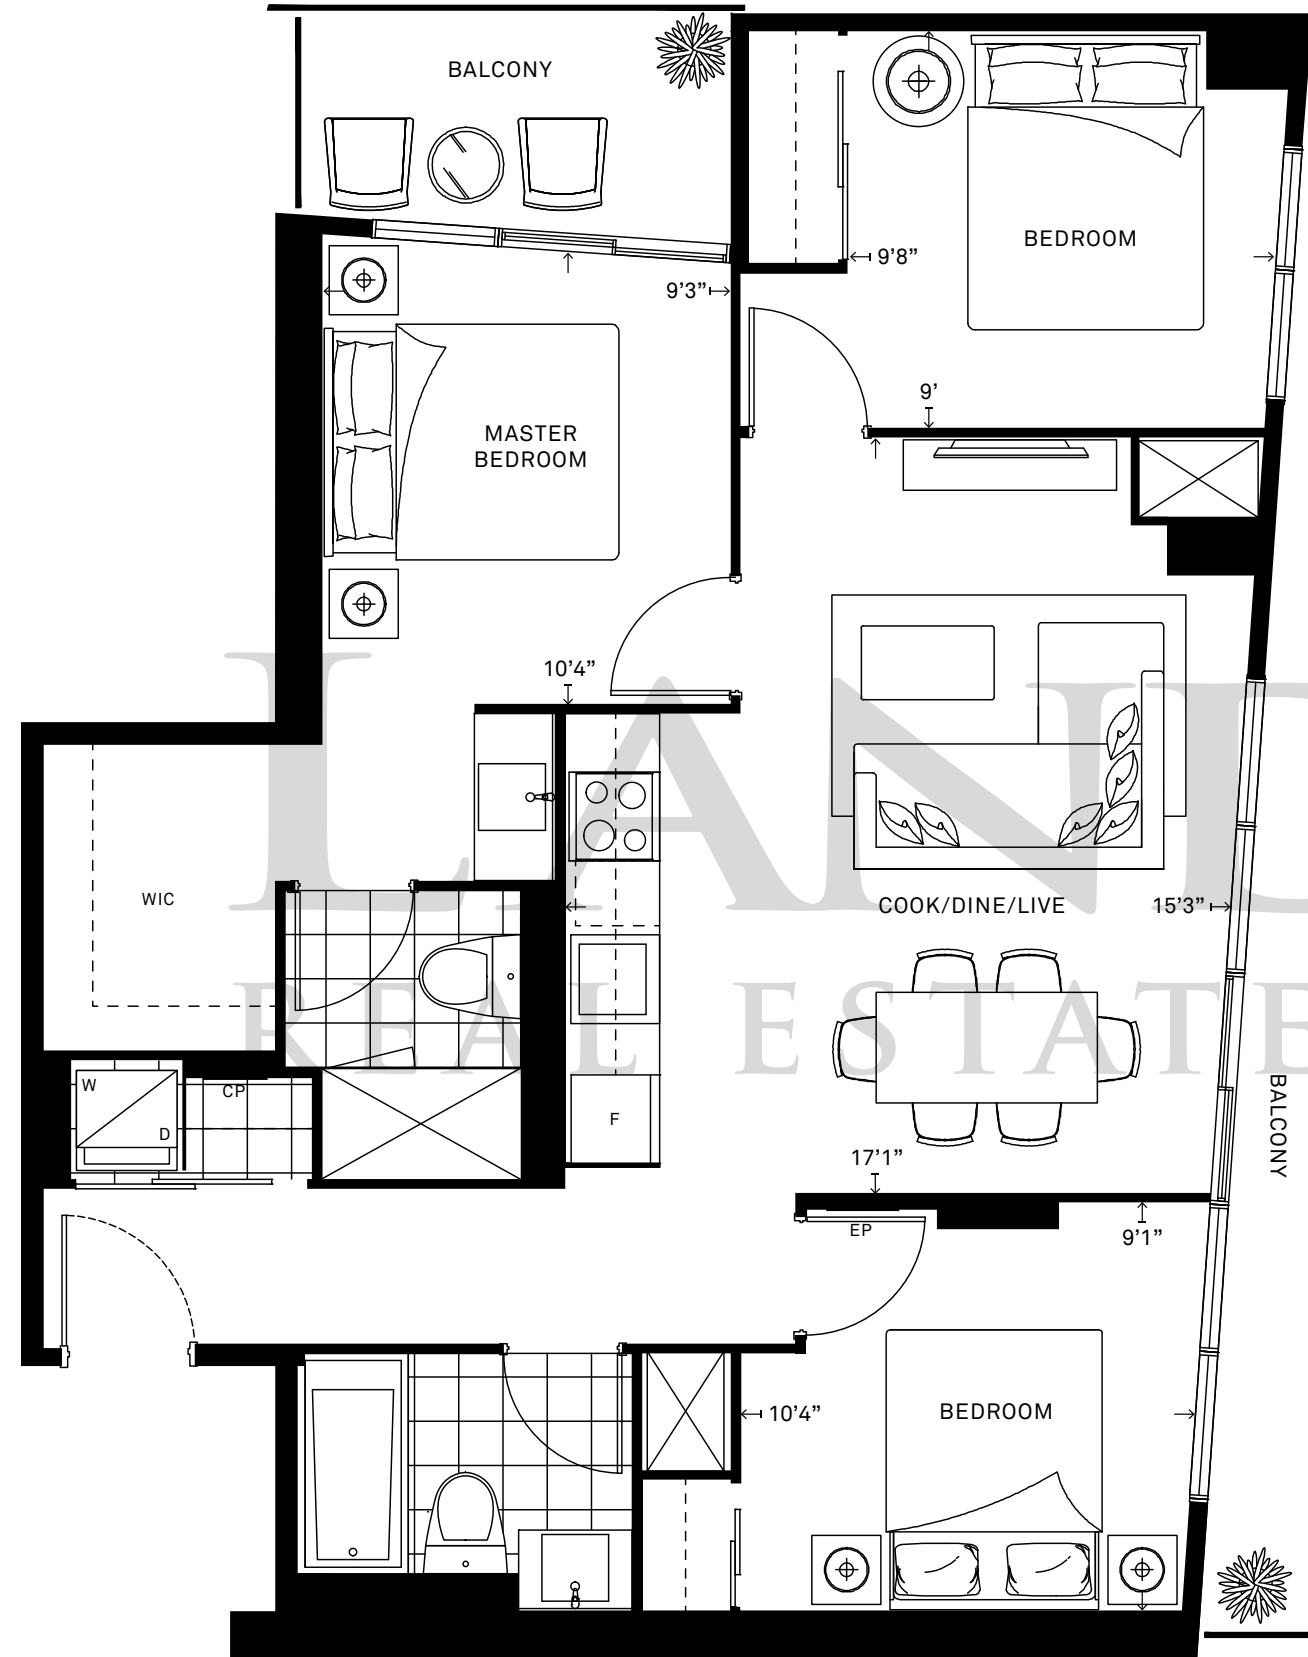 BALCONY
BEDROOM
9'8"
9'3"
9'
MASTER
BEDROOM
10'4"
LAND
WIC
COOK/DINE/LIVE
15'3"
REAL ESTATE
W
D
CP
F
BALCONY
17'1"
EP
9'1"
10'4"
BEDROOM